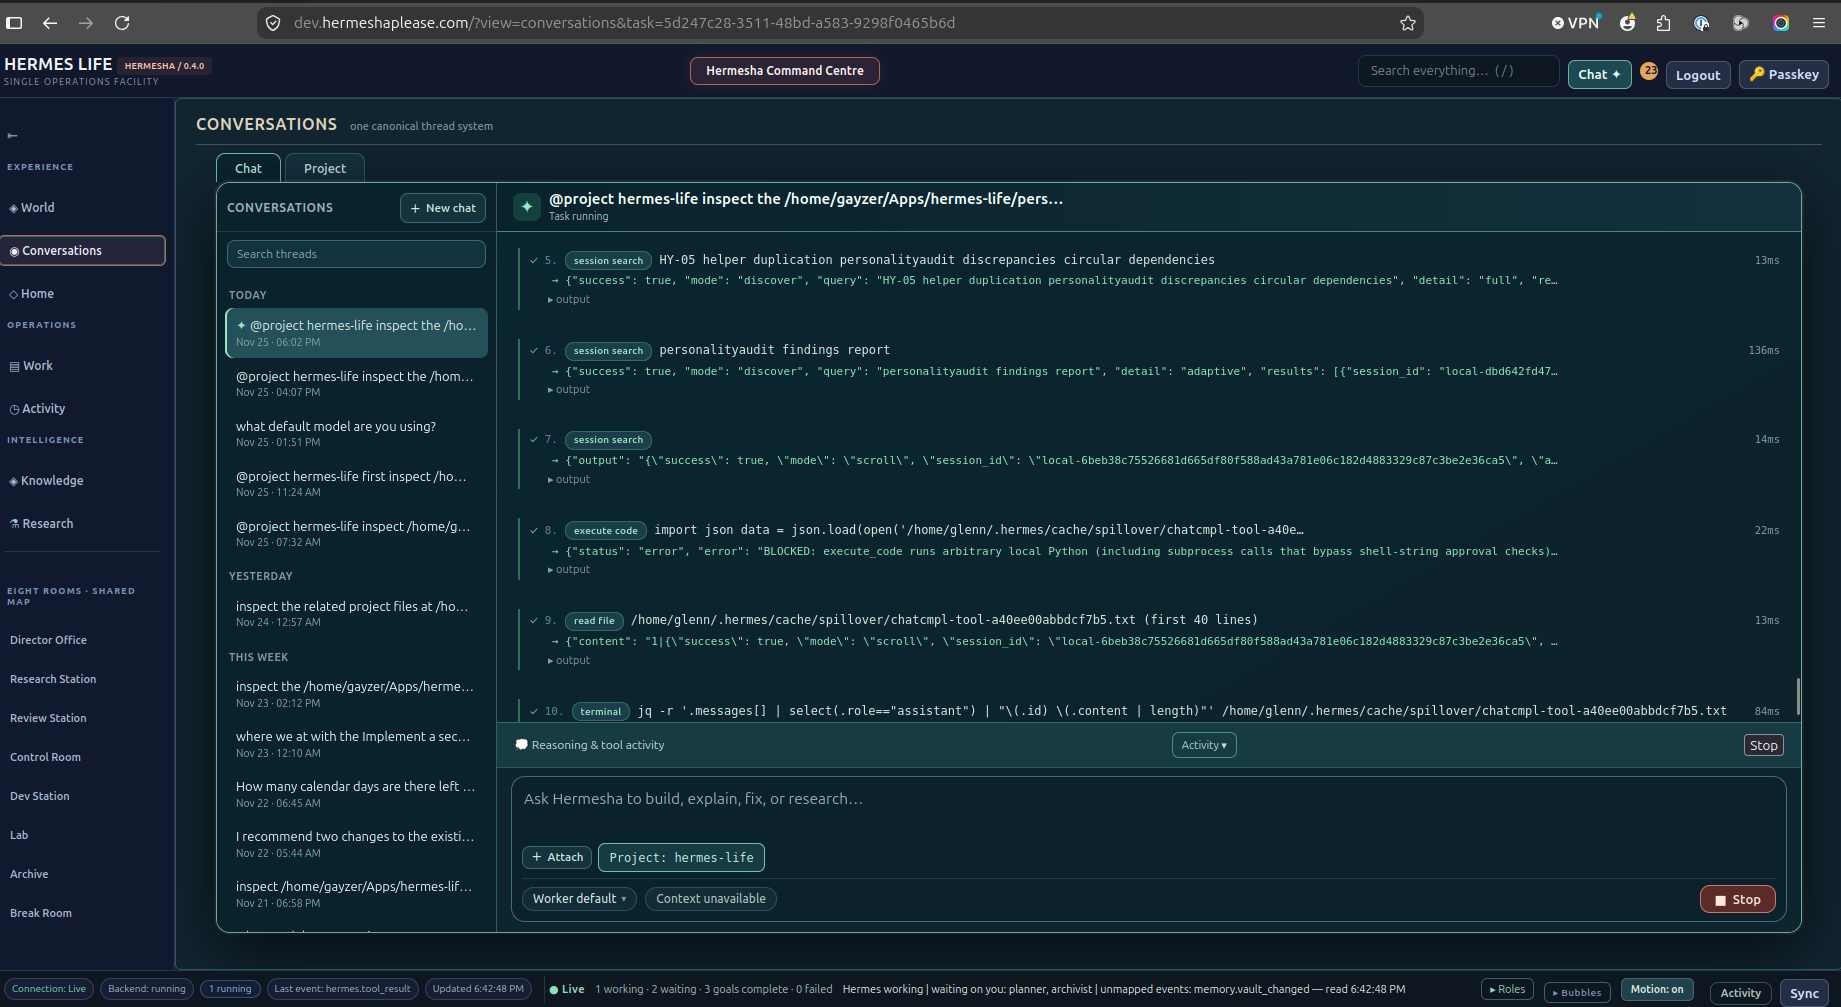 dev.hermeshaplease.com/?view=conversations&task=5d247c28-3511-48bd-a583-9298f0465b6d
VPN
HERMES LIFE
HERMESHA / 0.4.0
SINGLE OPERATIONS FACILITY
Hermesha Command Centre
Search everything... (/)
Chat ✦
23
Logout
🔑 Passkey
EXPERIENCE
◈ World
◉ Conversations
◇ Home
OPERATIONS
▤ Work
◷ Activity
INTELLIGENCE
◈ Knowledge
⚗ Research
EIGHT ROOMS · SHARED
MAP
Director Office
Research Station
Review Station
Control Room
Dev Station
Lab
Archive
Break Room
CONVERSATIONS
one canonical thread system
Chat
Project
CONVERSATIONS
+ New chat
Search threads
TODAY
✦ @project hermes-life inspect the /ho...
Nov 25 · 06:02 PM
@project hermes-life inspect the /hom...
Nov 25 · 04:07 PM
what default model are you using?
Nov 25 · 01:51 PM
@project hermes-life first inspect /ho...
Nov 25 · 11:24 AM
@project hermes-life inspect /home/g...
Nov 25 · 07:32 AM
YESTERDAY
inspect the related project files at /ho...
Nov 24 · 12:57 AM
THIS WEEK
inspect the /home/gayzer/Apps/herme...
Nov 23 · 02:12 PM
where we at with the Implement a sec...
Nov 23 · 12:10 AM
How many calendar days are there left ...
Nov 22 · 06:45 AM
I recommend two changes to the existi...
Nov 22 · 05:44 AM
inspect /home/gayzer/Apps/hermes-lif...
Nov 21 · 06:58 PM
✦
@project hermes-life inspect the /home/gayzer/Apps/hermes-life/pers...
Task running
✓ 5. session search HY-05 helper duplication personalityaudit discrepancies circular dependencies 13ms
→ {"success": true, "mode": "discover", "query": "HY-05 helper duplication personalityaudit discrepancies circular dependencies", "detail": "full", "re...
▸ output
✓ 6. session search personalityaudit findings report 136ms
→ {"success": true, "mode": "discover", "query": "personalityaudit findings report", "detail": "adaptive", "results": [{"session_id": "local-dbd642fd47...
▸ output
✓ 7. session search 14ms
→ {"output": "{\"success\": true, \"mode\": \"scroll\", \"session_id\": \"local-6beb38c75526681d665df80f588ad43a781e06c182d4883329c87c3be2e36ca5\", \"a...
▸ output
✓ 8. execute code import json data = json.load(open('/home/glenn/.hermes/cache/spillover/chatcmpl-tool-a40e... 22ms
→ {"status": "error", "error": "BLOCKED: execute_code runs arbitrary local Python (including subprocess calls that bypass shell-string approval checks)...
▸ output
✓ 9. read file /home/glenn/.hermes/cache/spillover/chatcmpl-tool-a40ee00abbdcf7b5.txt (first 40 lines) 13ms
→ {"content": "1|{\"success\": true, \"mode\": \"scroll\", \"session_id\": \"local-6beb38c75526681d665df80f588ad43a781e06c182d4883329c87c3be2e36ca5\", ...
▸ output
✓ 10. terminal jq -r '.messages[] | select(.role=="assistant") | "\(.id) \(.content | length)"' /home/glenn/.hermes/cache/spillover/chatcmpl-tool-a40ee00abbdcf7b5.txt 84ms
💭 Reasoning & tool activity
Activity ▾
Stop
Ask Hermesha to build, explain, fix, or research...
+ Attach
Project: hermes-life
Worker default ▾
Context unavailable
■ Stop
Connection: Live
Backend: running
1 running
Last event: hermes.tool_result
Updated 6:42:48 PM
● Live
1 working · 2 waiting · 3 goals complete · 0 failed
Hermes working | waiting on you: planner, archivist | unmapped events: memory.vault_changed — read 6:42:48 PM
▸ Roles
▸ Bubbles
Motion: on
Activity
Sync